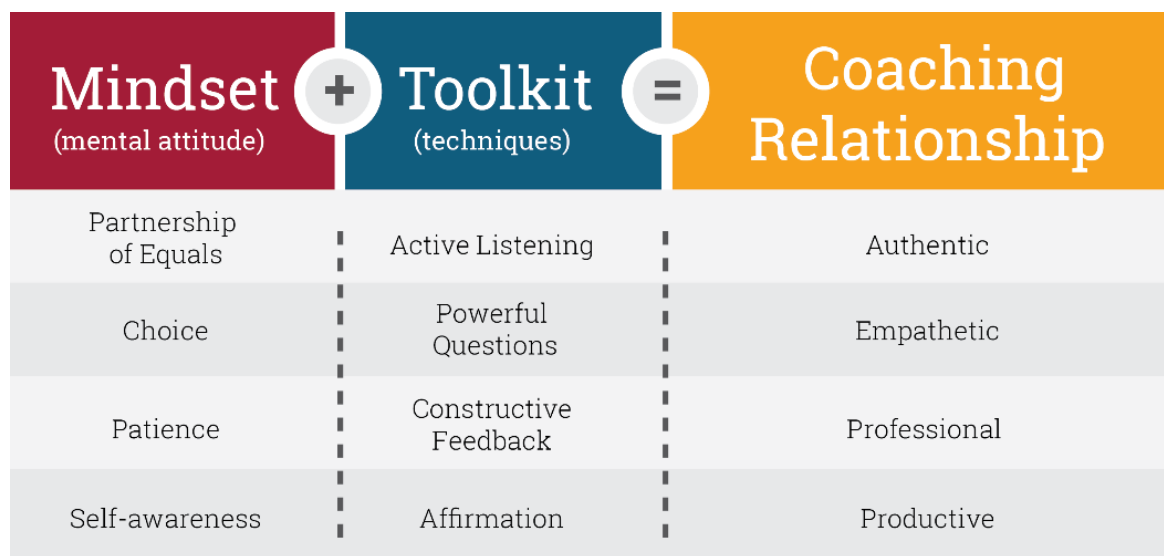 Mindset
(mental attitude)
+
Toolkit
(techniques)
=
Coaching
Relationship
Partnership
of Equals
Active Listening
Authentic
Choice
Powerful
Questions
Empathetic
Patience
Constructive
Feedback
Professional
Self-awareness
Affirmation
Productive